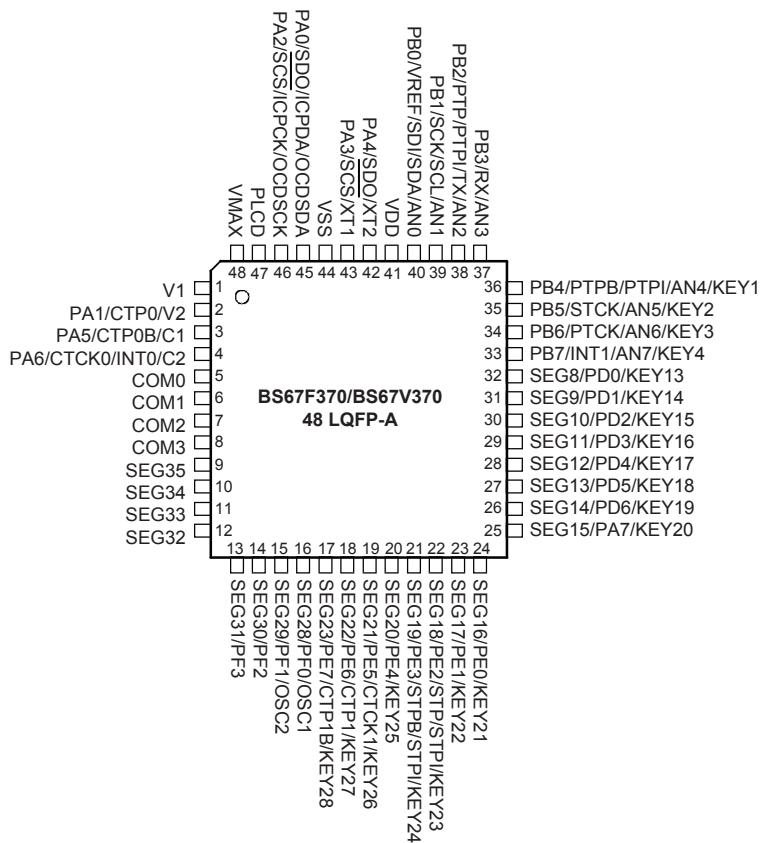 VMAX
PLCD
PA2/SCS/ICPCK/OCDSCK
PA0/SDO/ICPDA/OCDSDA
VSS
PA3/SCS/XT1
PA4/SDO/XT2
VDD
PB0/VREF/SDI/SDA/AN0
PB1/SCK/SCL/AN1
PB2/PTP/PTPI/TX/AN2
PB3/RX/AN3
48 47 46 45 44 43 42 41 40 39 38 37
V1 1
PA1/CTP0/V2 2
PA5/CTP0B/C1 3
PA6/CTCK0/INT0/C2 4
COM0 5
COM1 6
COM2 7
COM3 8
SEG35 9
SEG34 10
SEG33 11
SEG32 12
BS67F370/BS67V370
48 LQFP-A
36 PB4/PTPB/PTPI/AN4/KEY1
35 PB5/STCK/AN5/KEY2
34 PB6/PTCK/AN6/KEY3
33 PB7/INT1/AN7/KEY4
32 SEG8/PD0/KEY13
31 SEG9/PD1/KEY14
30 SEG10/PD2/KEY15
29 SEG11/PD3/KEY16
28 SEG12/PD4/KEY17
27 SEG13/PD5/KEY18
26 SEG14/PD6/KEY19
25 SEG15/PA7/KEY20
13 14 15 16 17 18 19 20 21 22 23 24
SEG31/PF3
SEG30/PF2
SEG29/PF1/OSC2
SEG28/PF0/OSC1
SEG23/PE7/CTP1B/KEY28
SEG22/PE6/CTP1/KEY27
SEG21/PE5/CTCK1/KEY26
SEG20/PE4/KEY25
SEG19/PE3/STPB/STPI/KEY24
SEG18/PE2/STP/STPI/KEY23
SEG17/PE1/KEY22
SEG16/PE0/KEY21